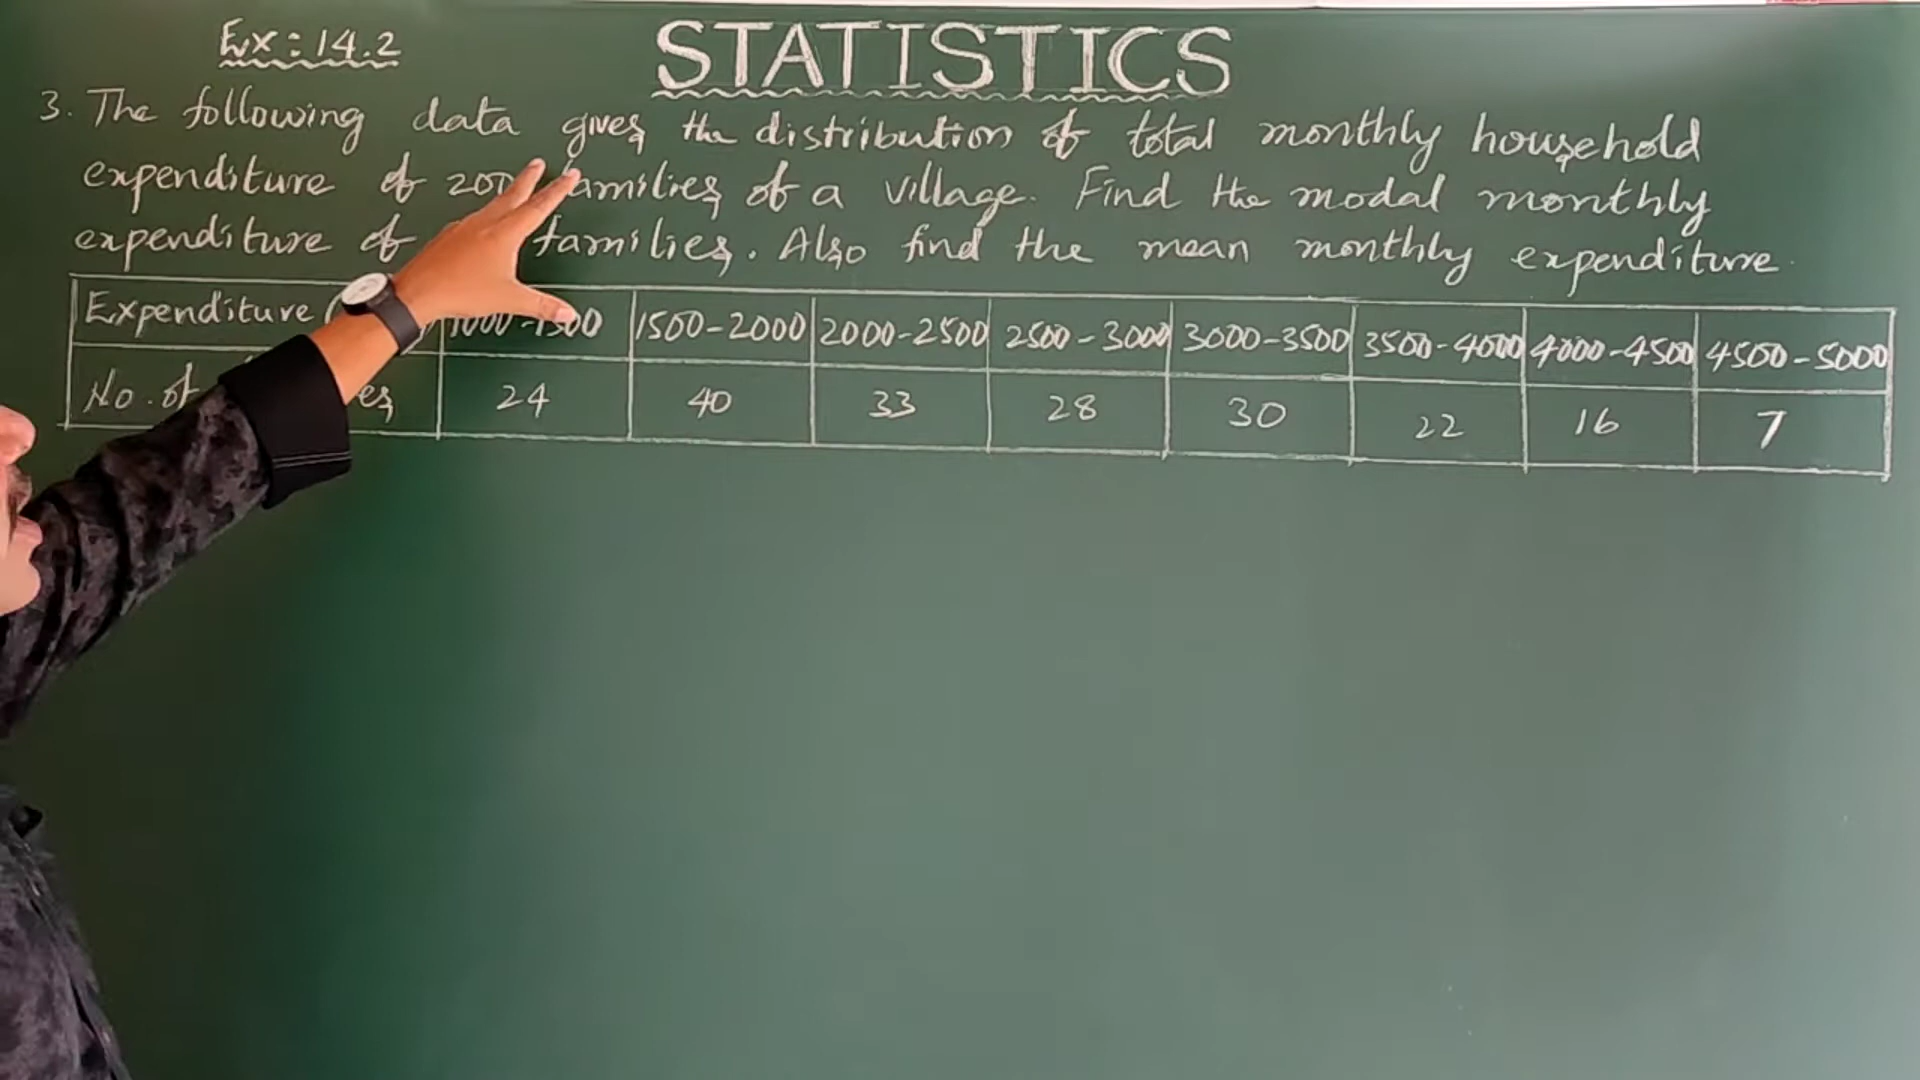 Ex: 14.2
STATISTICS
3. The following data gives the distribution of total monthly household
expenditure of 200 families of a village. Find the modal monthly
expenditure of families. Also find the mean monthly expenditure.
Expenditure ( 1000-1500 1500-2000 2000-2500 2500-3000 3000-3500 3500-4000 4000-4500 4500-5000
No. of 24 40 33 28 30 22 16 7